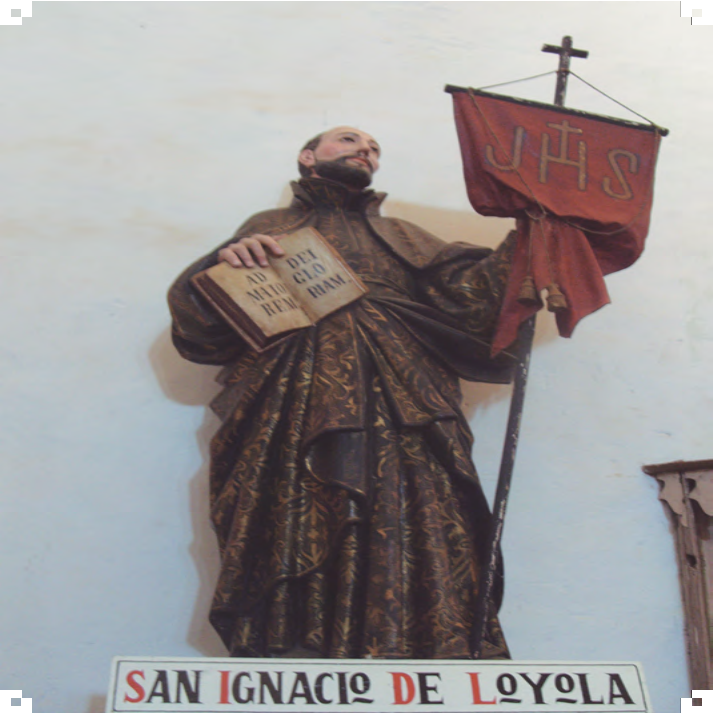 JHS
AD
MAIO
REM
DEI
GLO
RIAM.
SAN IGNACIO DE LOYOLA